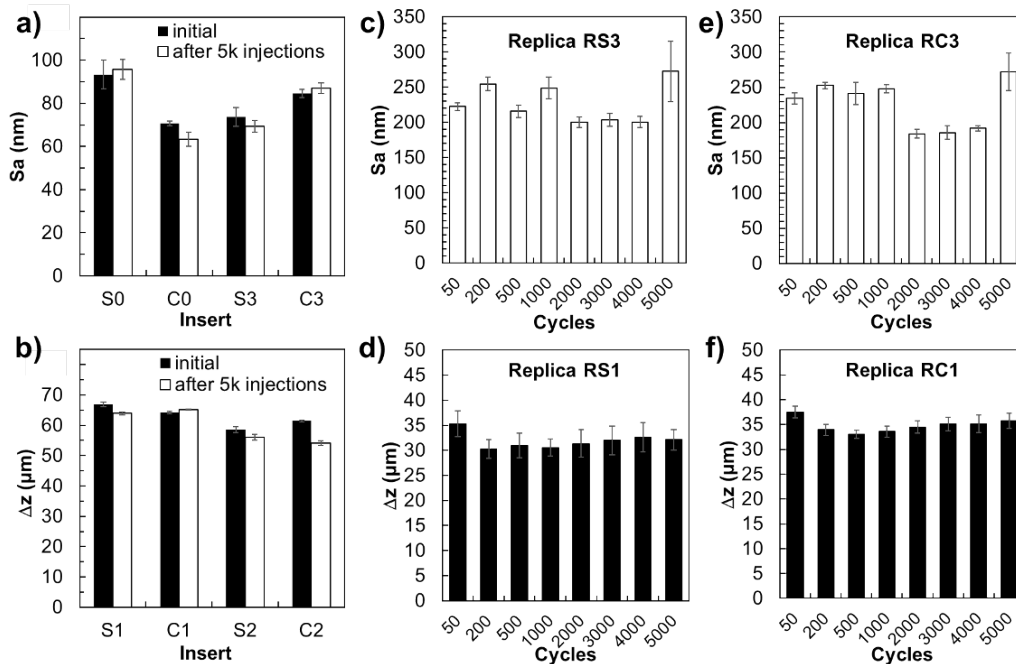 a)
initial
after 5k injections
100
80
60
40
20
0
Sa (nm)
S0 C0 S3 C3
Insert
c)
Replica RS3
350
300
250
200
150
100
50
0
Sa (nm)
50 200 500 1000 2000 3000 4000 5000
Cycles
e)
Replica RC3
350
300
250
200
150
100
50
0
Sa (nm)
50 200 500 1000 2000 3000 4000 5000
Cycles
b)
initial
after 5k injections
90
80
70
60
50
40
30
20
10
0
Δz (µm)
S1 C1 S2 C2
Insert
d)
Replica RS1
50
45
40
35
30
25
20
15
10
5
0
Δz (µm)
50 200 500 1000 2000 3000 4000 5000
Cycles
f)
Replica RC1
50
45
40
35
30
25
20
15
10
5
0
Δz (µm)
50 200 500 1000 2000 3000 4000 5000
Cycles